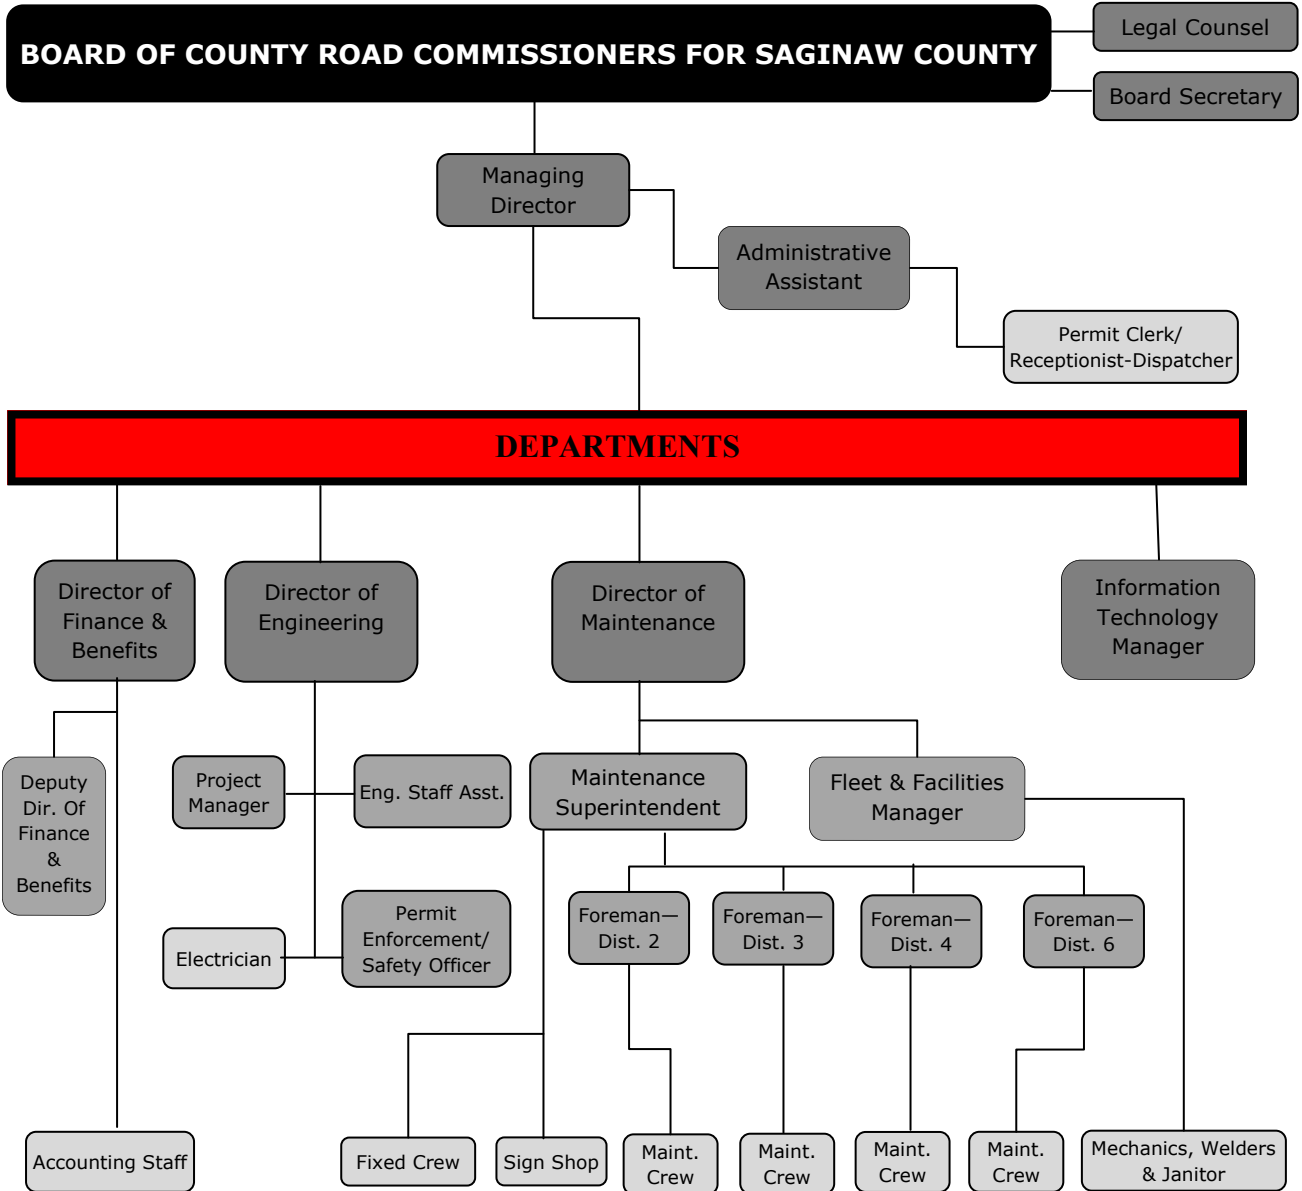 BOARD OF COUNTY ROAD COMMISSIONERS FOR SAGINAW COUNTY
Legal Counsel
Board Secretary
Managing
Director
Administrative
Assistant
Permit Clerk/
Receptionist-Dispatcher
DEPARTMENTS
Director of
Finance &
Benefits
Director of
Engineering
Director of
Maintenance
Information
Technology
Manager
Deputy
Dir. Of
Finance
&
Benefits
Project
Manager
Eng. Staff Asst.
Maintenance
Superintendent
Fleet & Facilities
Manager
Electrician
Permit
Enforcement/
Safety Officer
Foreman—
Dist. 2
Foreman—
Dist. 3
Foreman—
Dist. 4
Foreman—
Dist. 6
Accounting Staff
Fixed Crew
Sign Shop
Maint.
Crew
Maint.
Crew
Maint.
Crew
Maint.
Crew
Mechanics, Welders
& Janitor